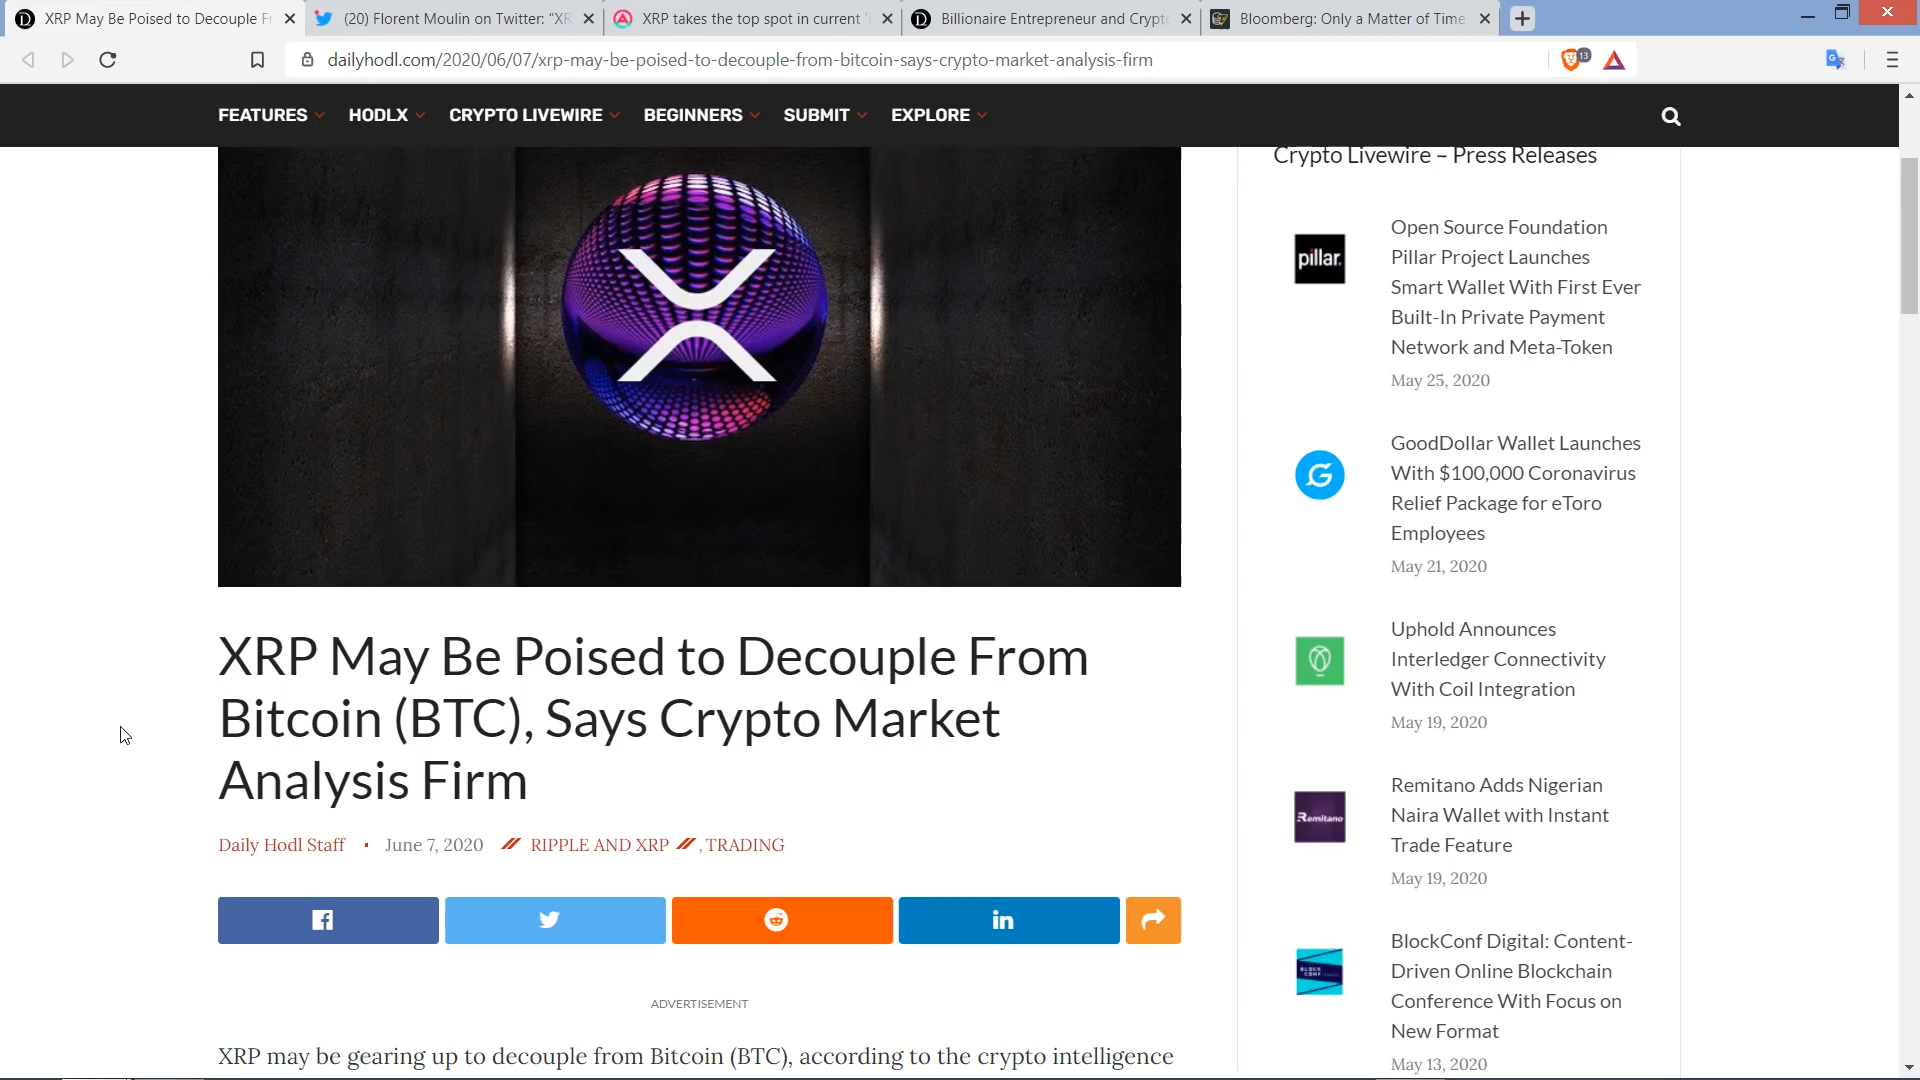 XRP May Be Poised to Decouple Fr
(20) Florent Moulin on Twitter: "XR
XRP takes the top spot in current '
Billionaire Entrepreneur and Crypt
Bloomberg: Only a Matter of Time
dailyhodl.com/2020/06/07/xrp-may-be-poised-to-decouple-from-bitcoin-says-crypto-market-analysis-firm
13
FEATURES
HODLX
CRYPTO LIVEWIRE
BEGINNERS
SUBMIT
EXPLORE
XRP May Be Poised to Decouple From
Bitcoin (BTC), Says Crypto Market
Analysis Firm
Daily Hodl Staff
June 7, 2020
RIPPLE AND XRP
, TRADING
ADVERTISEMENT
XRP may be gearing up to decouple from Bitcoin (BTC), according to the crypto intelligence
Crypto Livewire – Press Releases
pillar.
Open Source Foundation
Pillar Project Launches
Smart Wallet With First Ever
Built-In Private Payment
Network and Meta-Token
May 25, 2020
GoodDollar Wallet Launches
With $100,000 Coronavirus
Relief Package for eToro
Employees
May 21, 2020
Uphold Announces
Interledger Connectivity
With Coil Integration
May 19, 2020
Remitano
Remitano Adds Nigerian
Naira Wallet with Instant
Trade Feature
May 19, 2020
BLOCK
CONF
BlockConf Digital: Content-
Driven Online Blockchain
Conference With Focus on
New Format
May 13, 2020